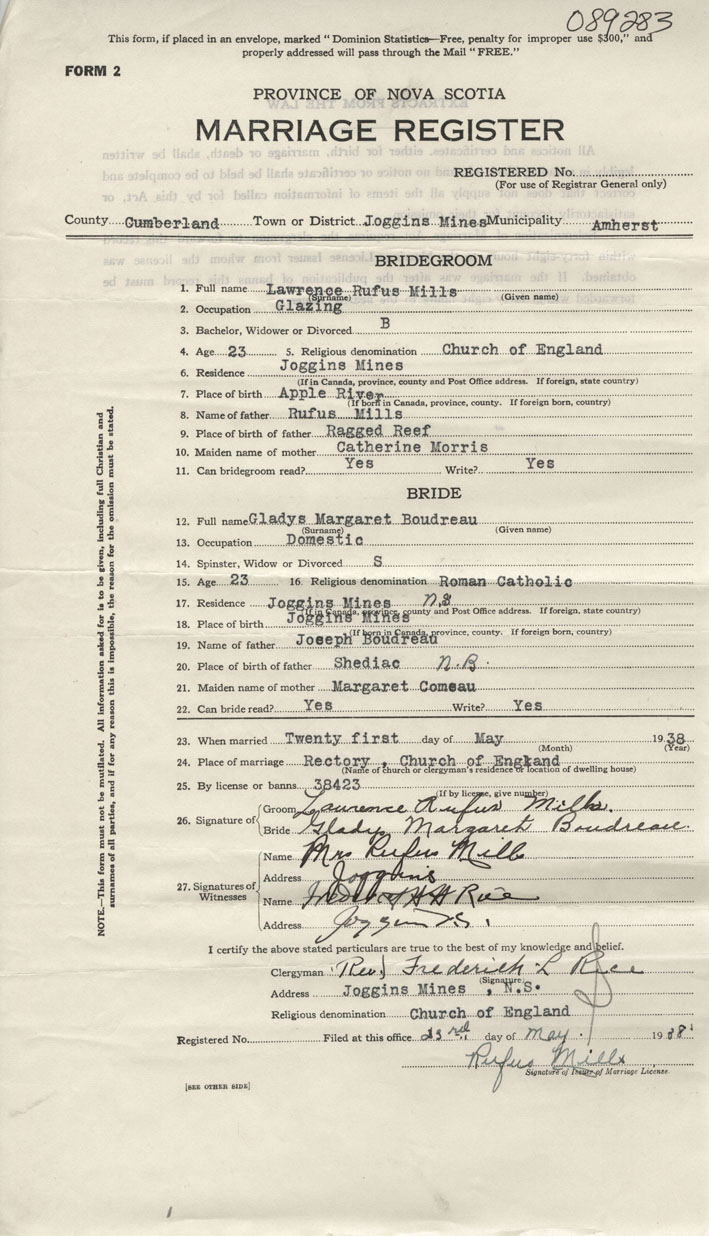 089283
This form, if placed in an envelope, marked "Dominion Statistics—Free, penalty for improper use $300," and
properly addressed will pass through the Mail "FREE."
FORM 2
PROVINCE OF NOVA SCOTIA
MARRIAGE REGISTER
REGISTERED No.
(For use of Registrar General only)
County Cumberland Town or District Joggins Mines Municipality Amherst
BRIDEGROOM
1. Full name Lawrence Rufus Mills
(Surname) (Given name)
2. Occupation Glazing
3. Bachelor, Widower or Divorced B
4. Age 23 5. Religious denomination Church of England
6. Residence Joggins Mines
(If in Canada, province, county and Post Office address. If foreign, state country)
7. Place of birth Apple River
(If born in Canada, province, county. If foreign born, country)
8. Name of father Rufus Mills
9. Place of birth of father Ragged Reef
10. Maiden name of mother Catherine Morris
11. Can bridegroom read? Yes Write? Yes
BRIDE
12. Full name Gladys Margaret Boudreau
(Surname) (Given name)
13. Occupation Domestic
14. Spinster, Widow or Divorced S
15. Age 23 16. Religious denomination Roman Catholic
17. Residence Joggins Mines N.S
(If in Canada, province, county and Post Office address. If foreign, state country)
18. Place of birth Joggins Mines
(If born in Canada, province, county. If foreign born, country)
19. Name of father Joseph Boudreau
20. Place of birth of father Shediac N.B.
21. Maiden name of mother Margaret Comeau
22. Can bride read? Yes Write? Yes
23. When married Twenty first day of May 1938
(Month) (Year)
24. Place of marriage Rectory , Church of England
(Name of church or clergyman's residence or location of dwelling house)
25. By license or banns 38423
(If by license, give number)
26. Signature of
Groom Lawrence Rufus Mills.
Bride Gladys Margaret Boudreau
27. Signatures of Witnesses
Name Mrs Rufus Mills
Address Joggins
Name H Rice
Address Joggins N.S.
I certify the above stated particulars are true to the best of my knowledge and belief.
Clergyman (Rev.) Frederick L Rice
(Signature)
Address Joggins Mines , N.S.
Religious denomination Church of England
Registered No. Filed at this office 23rd day of May 1938
Rufus Mills
Signature of Issuer of Marriage License.
[SEE OTHER SIDE]
NOTE.—This form must not be mutilated. All information asked for is to be given, including full Christian and
surnames of all parties, and if for any reason this is impossible, the reason for the omission must be stated.